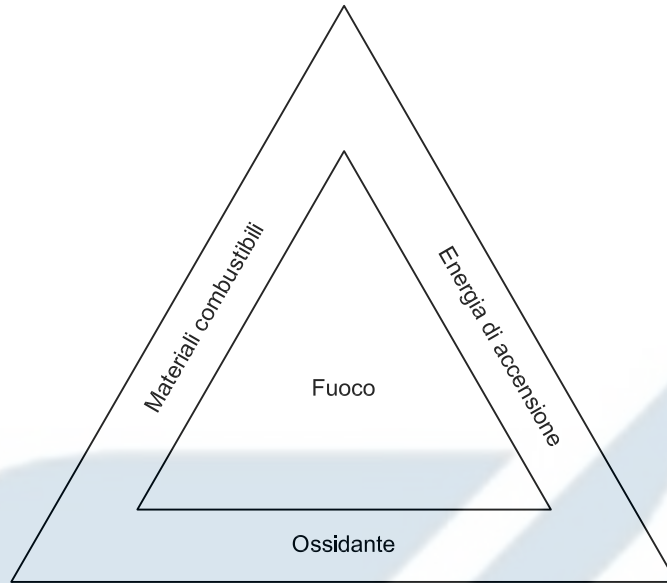 Materiali combustibili
Energia di accensione
Fuoco
Ossidante